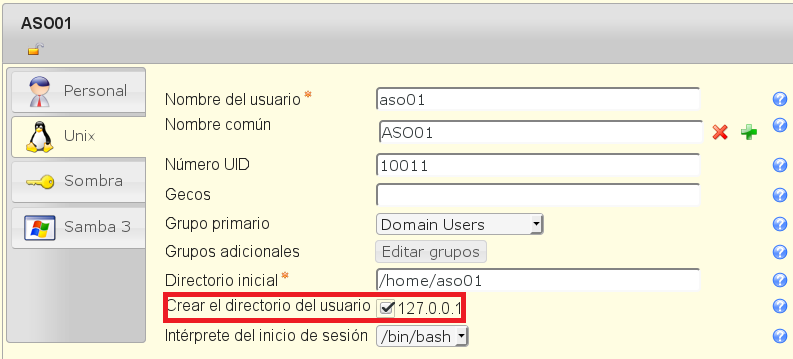 ASO01
Personal
Unix
Sombra
Samba 3
Nombre del usuario* aso01
Nombre común ASO01
Número UID 10011
Gecos
Grupo primario Domain Users
Grupos adicionales Editar grupos
Directorio inicial* /home/aso01
Crear el directorio del usuario 127.0.0.1
Intérprete del inicio de sesión /bin/bash